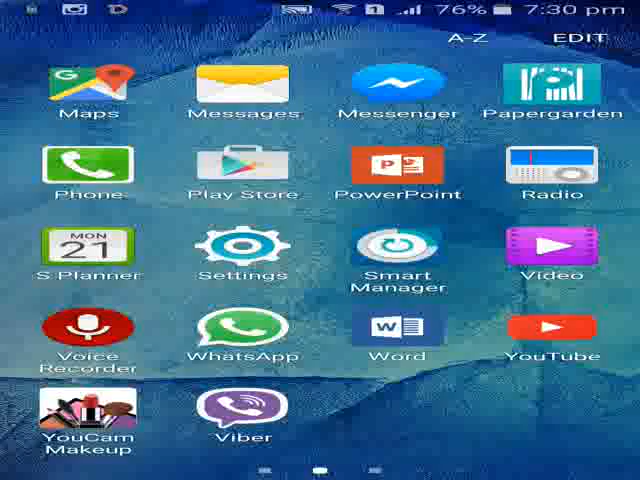 1 76% 7:30 pm
A-Z EDIT
G
Maps Messages Messenger Papergarden
P
Phone Play Store PowerPoint Radio
MON
21
S Planner Settings Smart Manager Video
W
Voice Recorder WhatsApp Word YouTube
YouCam Makeup Viber